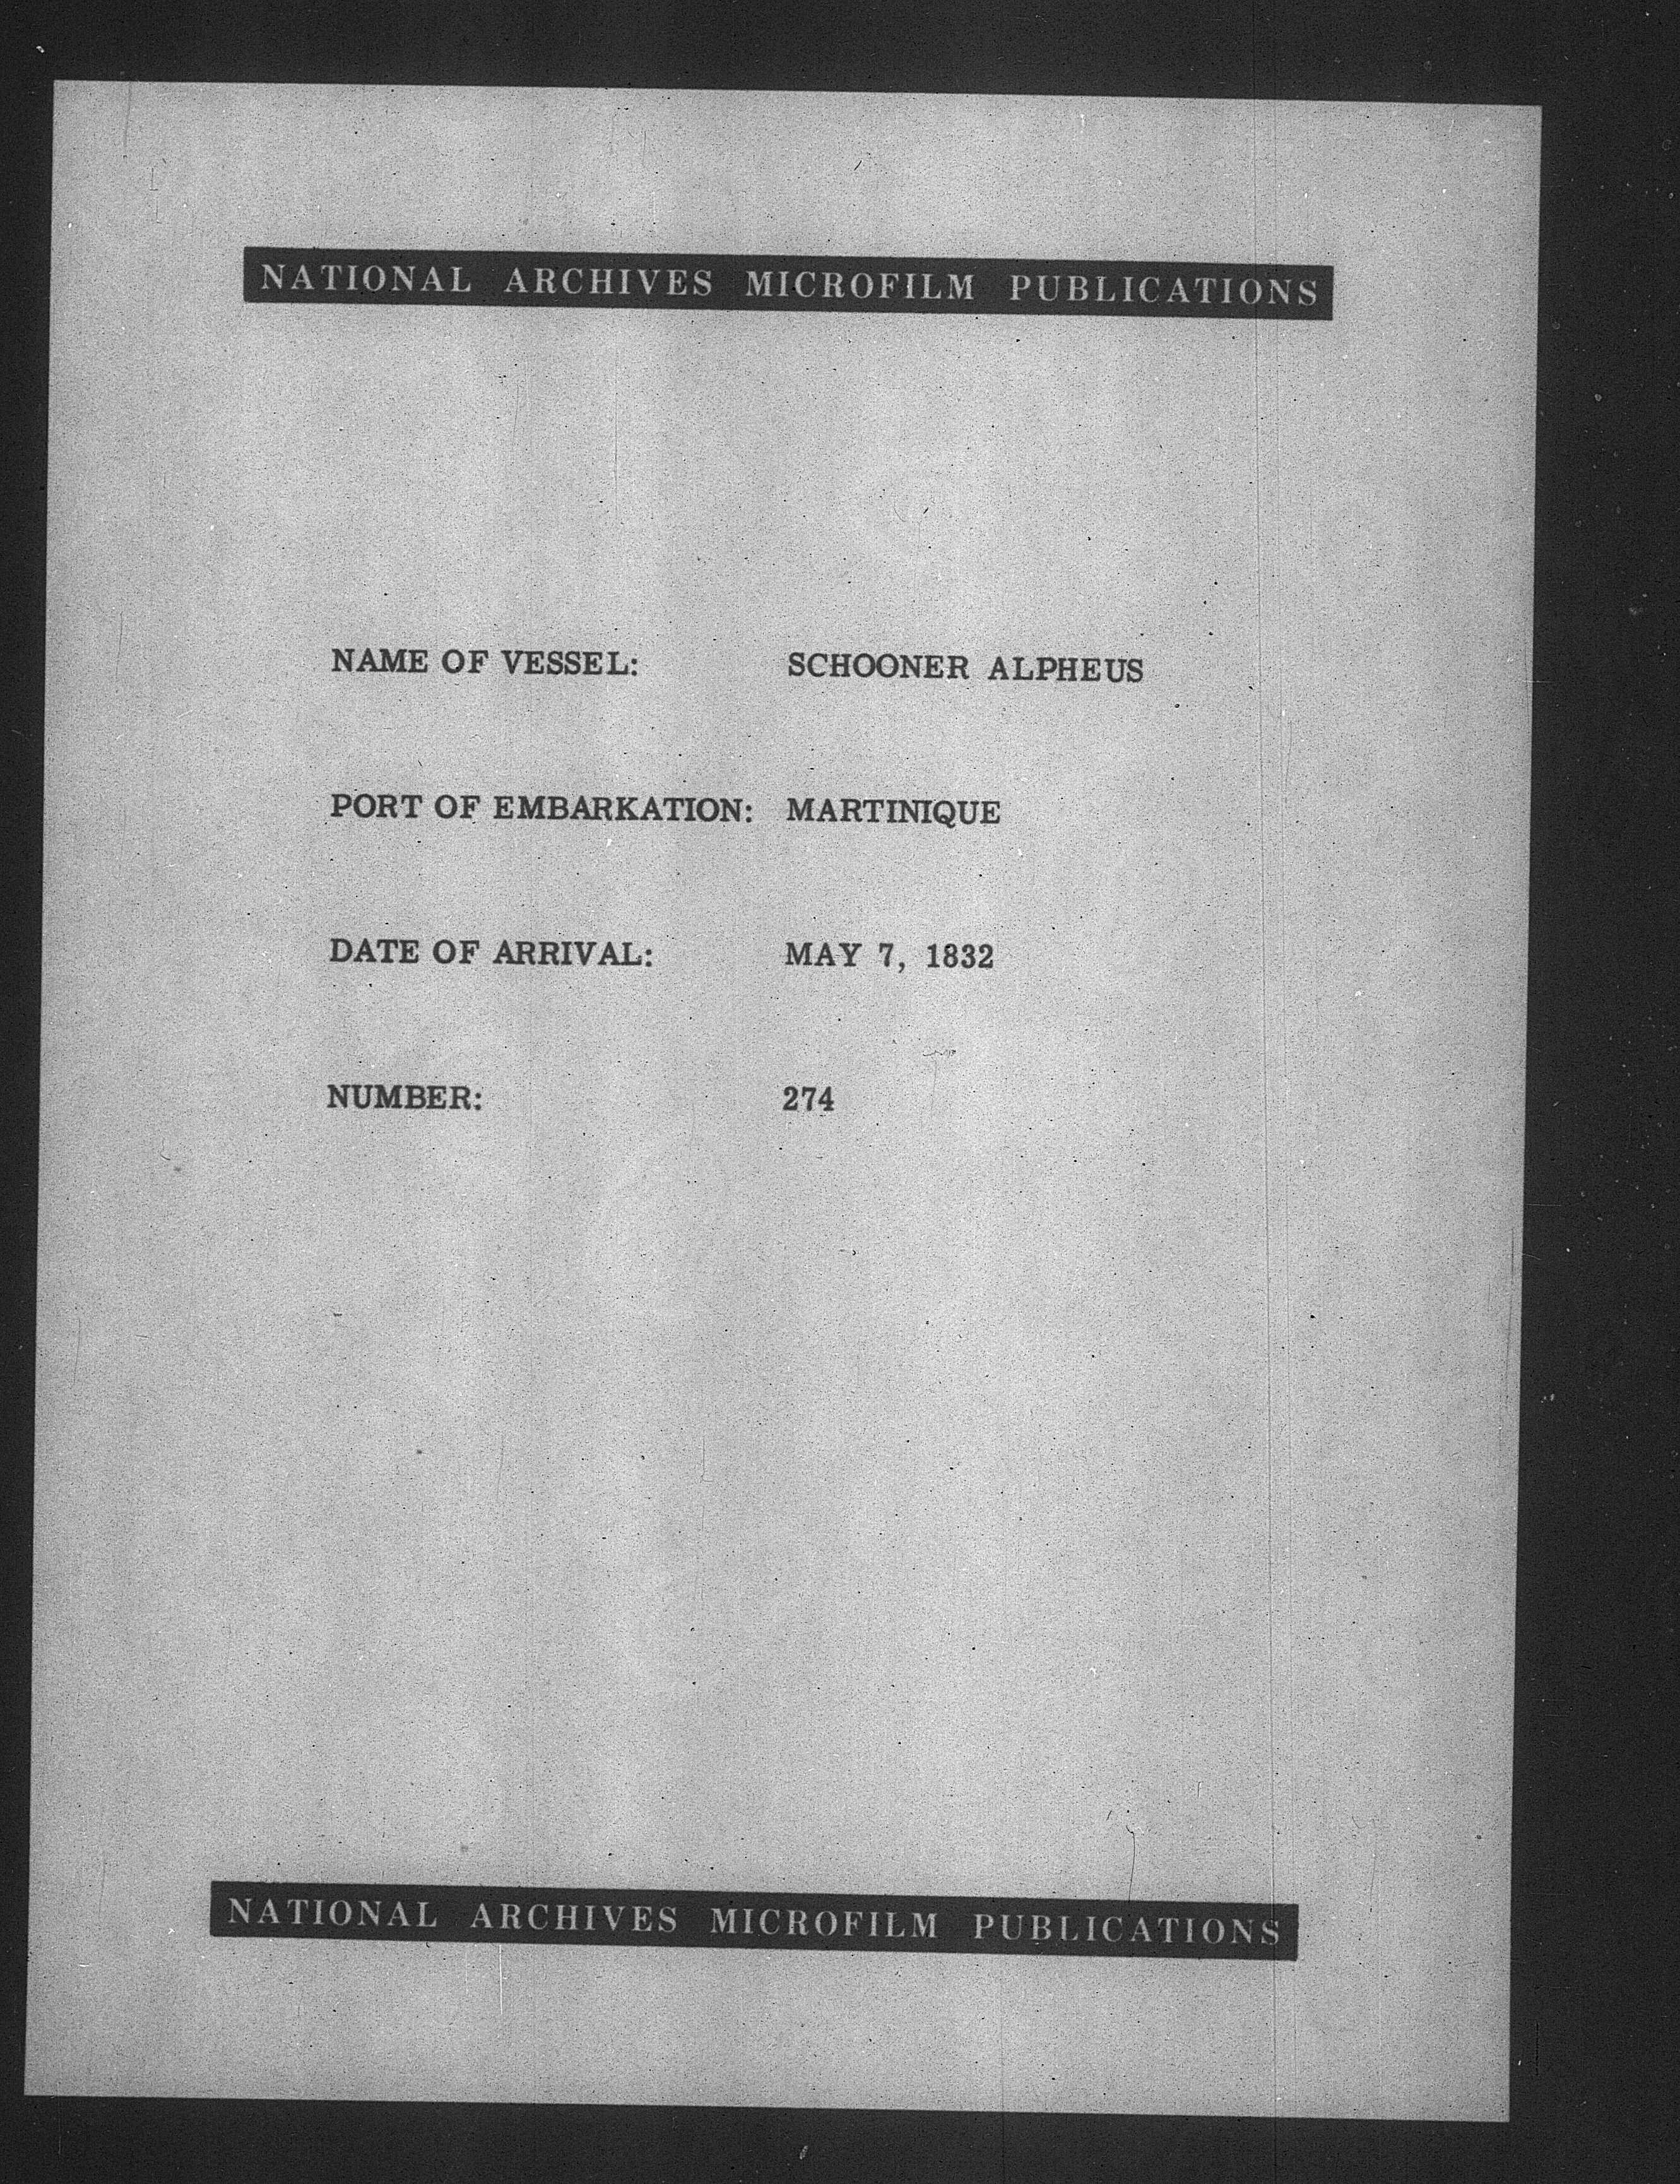 NATIONAL ARCHIVES MICROFILM PUBLICATIONS
NAME OF VESSEL: SCHOONER ALPHEUS
PORT OF EMBARKATION: MARTINIQUE
DATE OF ARRIVAL: MAY 7, 1832
NUMBER: 274
NATIONAL ARCHIVES MICROFILM PUBLICATIONS